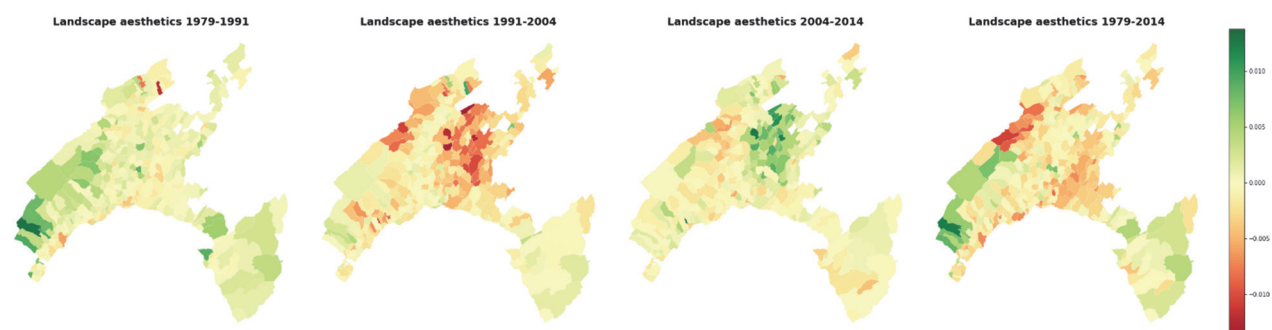 Landscape aesthetics 1979-1991
Landscape aesthetics 1991-2004
Landscape aesthetics 2004-2014
Landscape aesthetics 1979-2014
0.010
0.005
0.000
−0.005
−0.010